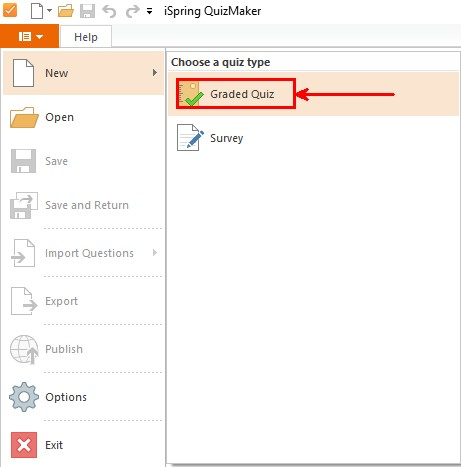 iSpring QuizMaker
Help
New
Open
Save
Save and Return
Import Questions
Export
Publish
Options
Exit
Choose a quiz type
Graded Quiz
Survey